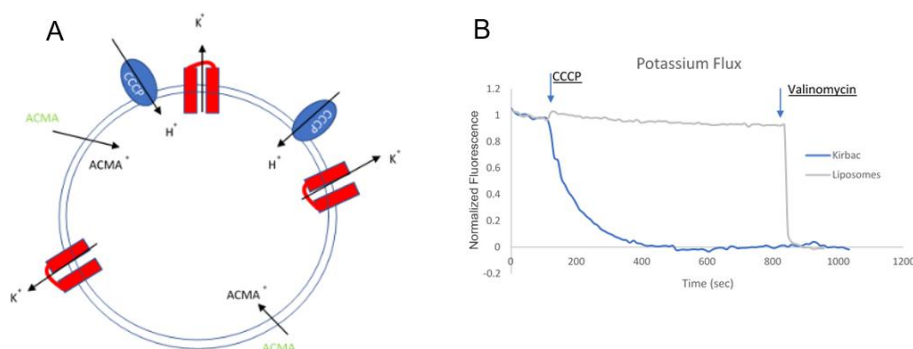 A
K⁺
CCCP
CCCP
ACMA
H⁺
ACMA⁺
H⁺
K⁺
K⁺
ACMA⁺
ACMA
B
Potassium Flux
CCCP
Valinomycin
Normalized Fluorescence
1.2
1
0.8
0.6
0.4
0.2
0
-0.2
0
200
400
600
800
1000
1200
Time (sec)
Kirbac
Liposomes